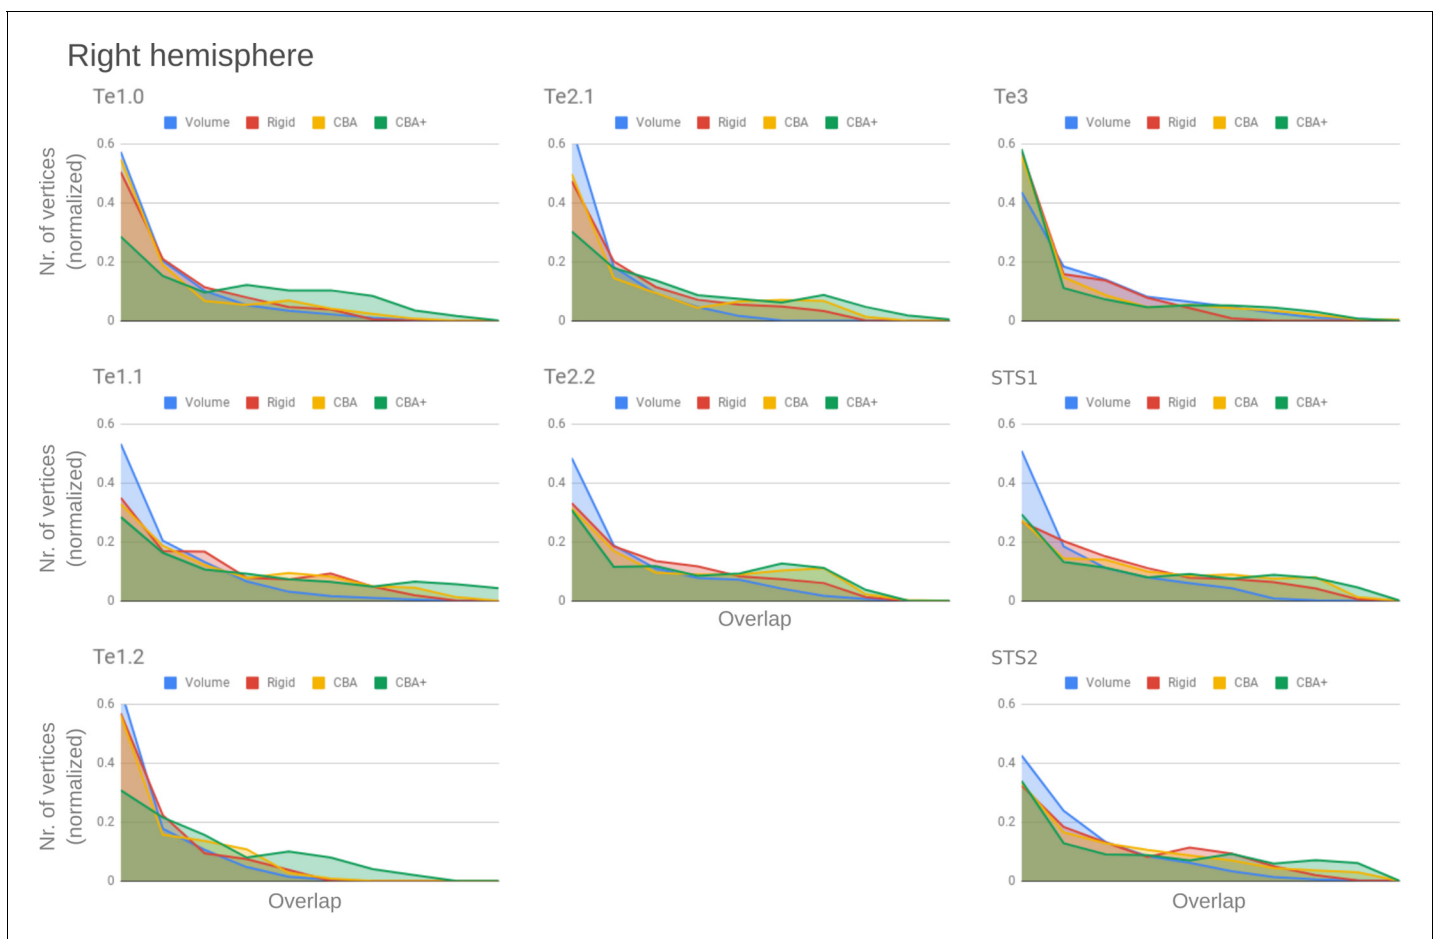 Right hemisphere
Te1.0
Volume Rigid CBA CBA+
Nr. of vertices
(normalized)
0.6
0.4
0.2
0
Te2.1
Volume Rigid CBA CBA+
0.6
0.4
0.2
0
Te3
Volume Rigid CBA CBA+
0.6
0.4
0.2
0
Te1.1
Volume Rigid CBA CBA+
Nr. of vertices
(normalized)
0.6
0.4
0.2
0
Te2.2
Volume Rigid CBA CBA+
0.6
0.4
0.2
0
Overlap
STS1
Volume Rigid CBA CBA+
0.6
0.4
0.2
0
Te1.2
Volume Rigid CBA CBA+
Nr. of vertices
(normalized)
0.6
0.4
0.2
0
Overlap
STS2
Volume Rigid CBA CBA+
0.6
0.4
0.2
0
Overlap